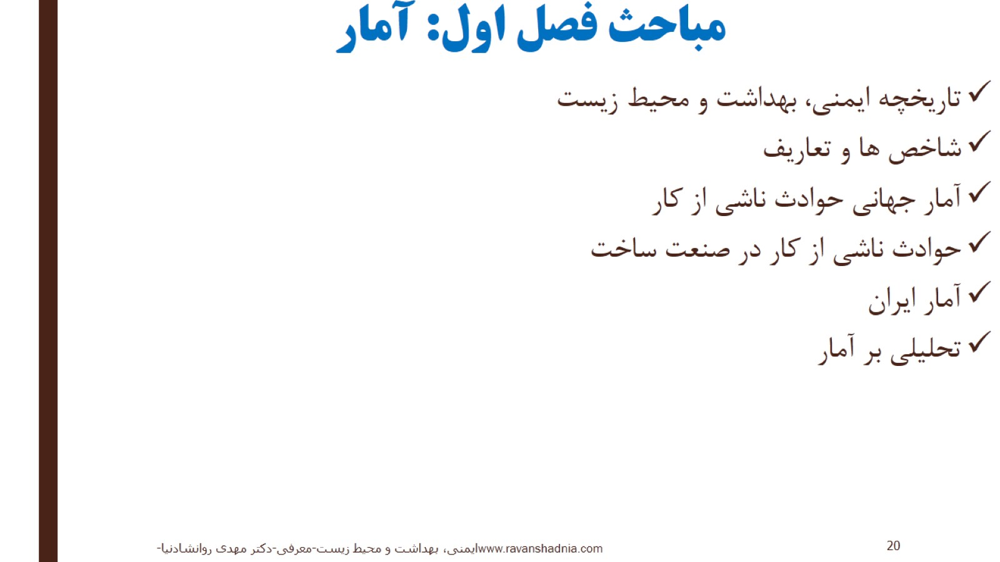 مباحث فصل اول: آمار
✓ تاریخچه ایمنی، بهداشت و محیط زیست
✓ شاخص ها و تعاریف
✓ آمار جهانی حوادث ناشی از کار
✓ حوادث ناشی از کار در صنعت ساخت
✓ آمار ایران
✓ تحلیلی بر آمار
ایمنی، بهداشت و محیط زیست-معرفی-دکتر مهدی روانشادنیا-www.ravanshadnia.com
20